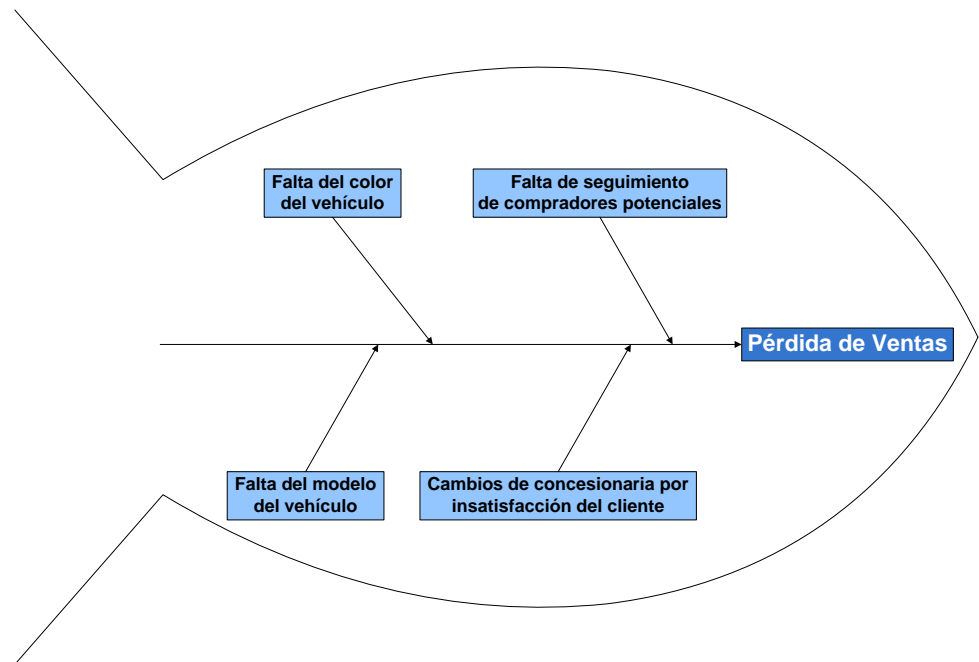 Falta del color
del vehículo
Falta de seguimiento
de compradores potenciales
Pérdida de Ventas
Falta del modelo
del vehículo
Cambios de concesionaria por
insatisfacción del cliente